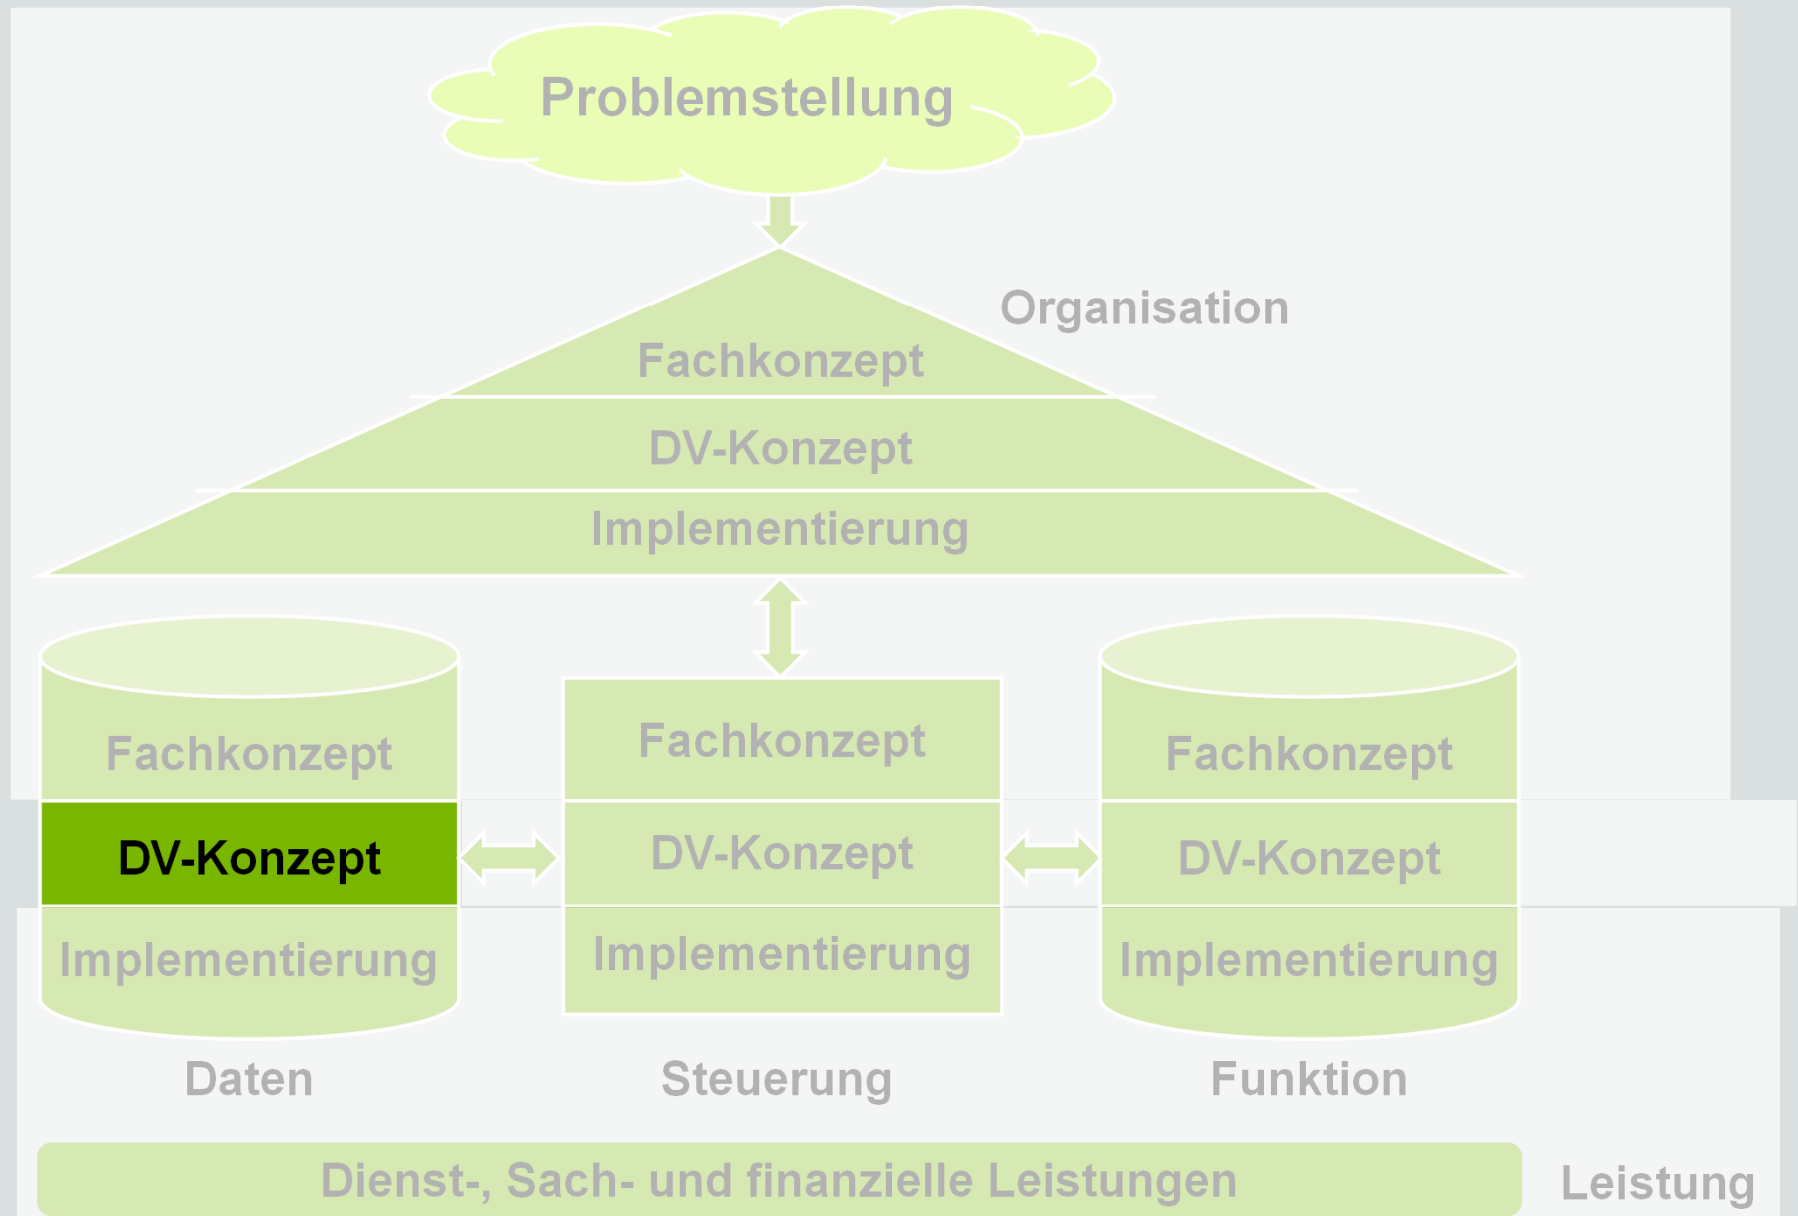 Problemstellung
Organisation
Fachkonzept
DV-Konzept
Implementierung
Fachkonzept
DV-Konzept
Implementierung
Daten
Fachkonzept
DV-Konzept
Implementierung
Steuerung
Fachkonzept
DV-Konzept
Implementierung
Funktion
Dienst-, Sach- und finanzielle Leistungen
Leistung